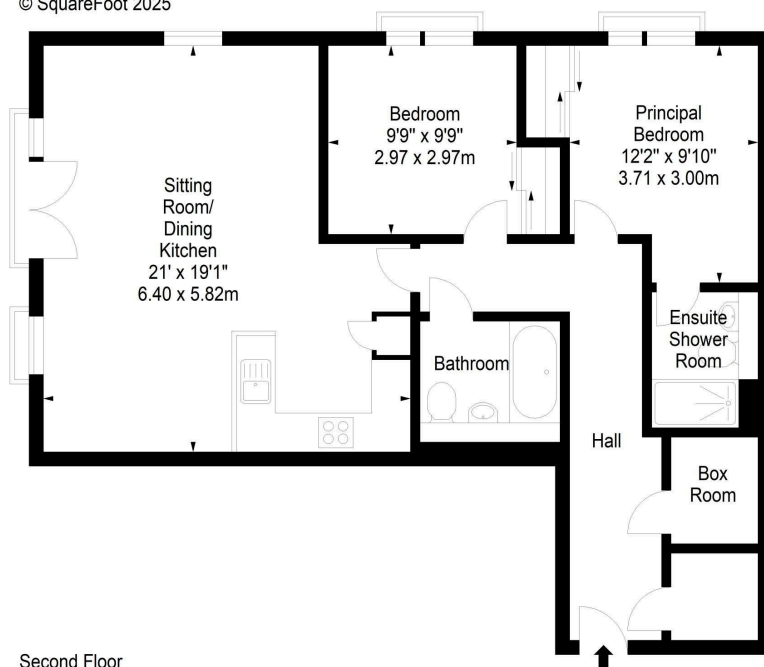 © SquareFoot 2025
Bedroom
9'9" x 9'9"
2.97 x 2.97m
Principal
Bedroom
12'2" x 9'10"
3.71 x 3.00m
Sitting
Room/
Dining
Kitchen
21' x 19'1"
6.40 x 5.82m
Ensuite
Shower
Room
Bathroom
Hall
Box
Room
Second Floor